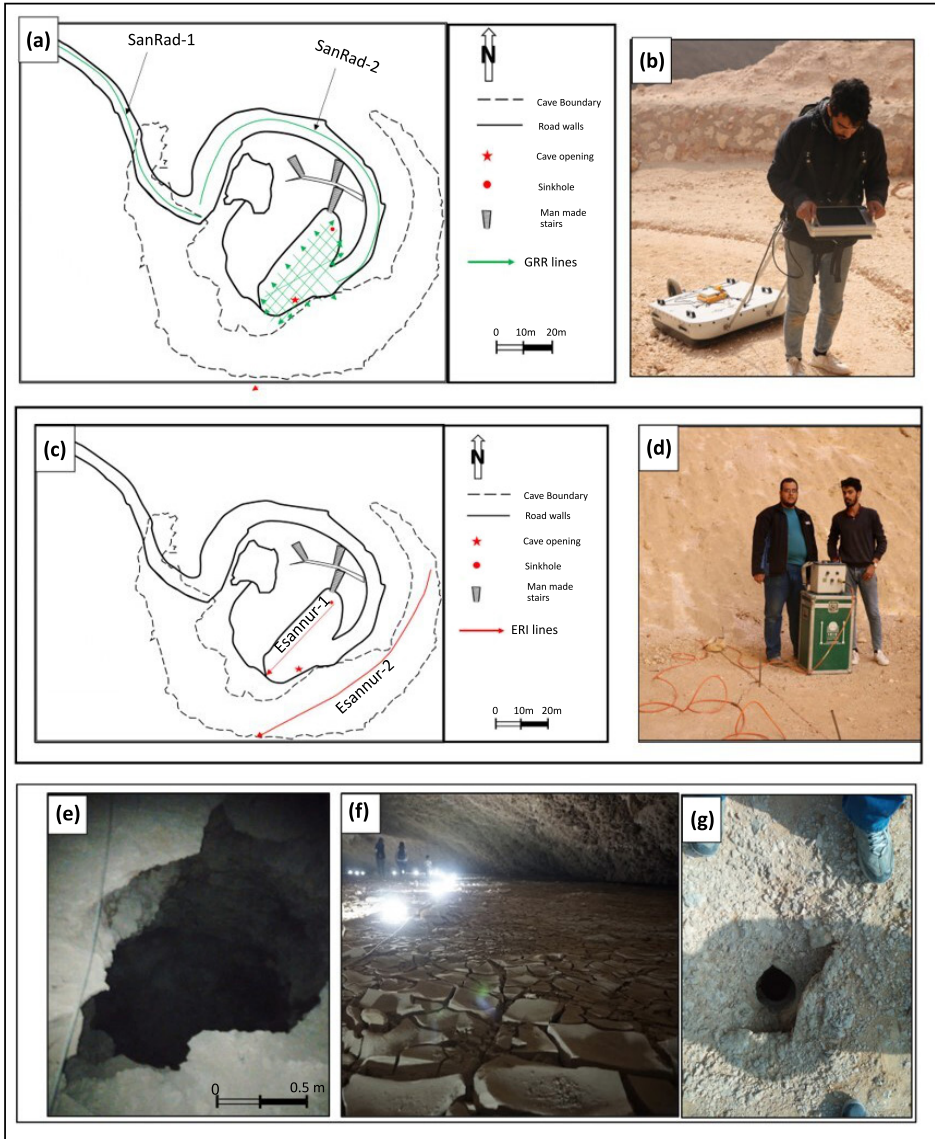 (a)
SanRad-1
SanRad-2
N
Cave Boundary
Road walls
Cave opening
Sinkhole
Man made
stairs
GRR lines
0 10m 20m
(b)
(c)
?
?
Esannur-1
Esannur-2
N
Cave Boundary
Road walls
Cave opening
Sinkhole
Man made
stairs
ERI lines
0 10m 20m
(d)
(e)
0 0.5 m
(f)
(g)